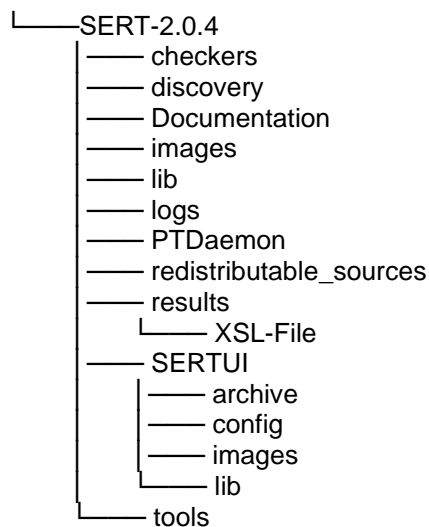 SERT-2.0.4
checkers
discovery
Documentation
images
lib
logs
PTDaemon
redistributable_sources
results
XSL-File
SERTUI
archive
config
images
lib
tools